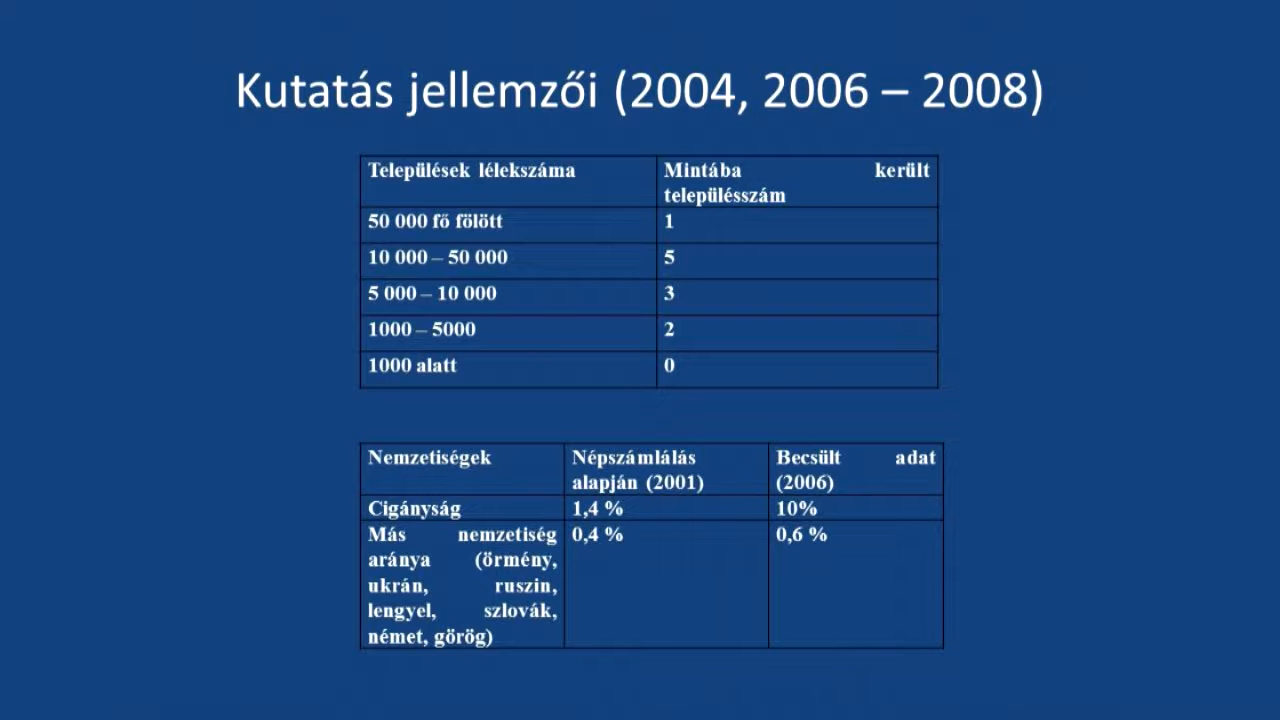 Kutatás jellemzői (2004, 2006 – 2008)
Települések lélekszáma
Mintába került
településszám
50 000 fő fölött
1
10 000 – 50 000
5
5 000 – 10 000
3
1000 – 5000
2
1000 alatt
0
Nemzetiségek
Népszámlálás
alapján (2001)
Becsült adat
(2006)
Cigányság
1,4 %
10%
Más nemzetiség
aránya (örmény,
ukrán, ruszin,
lengyel, szlovák,
német, görög)
0,4 %
0,6 %